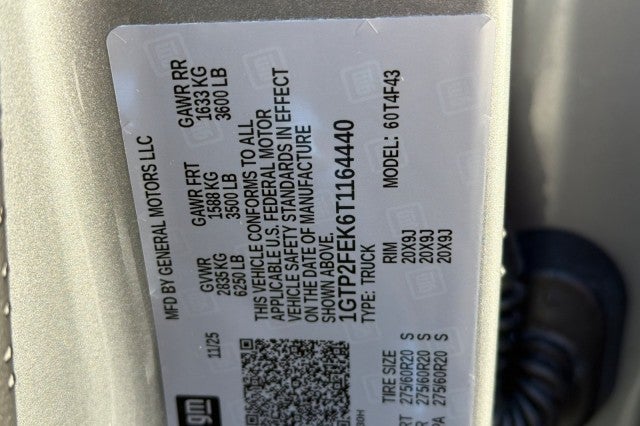 MFD BY GENERAL MOTORS LLC
11/25
GVWR
2835 KG
6250 LB
GAWR FRT
1588 KG
3500 LB
GAWR RR
1633 KG
3600 LB
THIS VEHICLE CONFORMS TO ALL
APPLICABLE U.S. FEDERAL MOTOR
VEHICLE SAFETY STANDARDS IN EFFECT
ON THE DATE OF MANUFACTURE
SHOWN ABOVE.
1GTP2FEK6T1164440
TYPE: TRUCK
MODEL: 60T4F43
TIRE SIZE
RIM
275/60R20 S
20X9J
275/60R20 S
20X9J
275/60R20 S
20X9J
gm